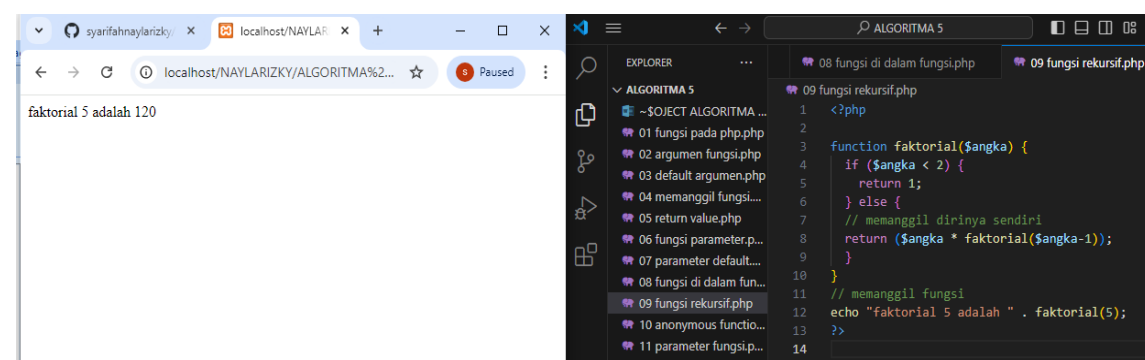 syarifahnaylarizky/
localhost/NAYLAR
localhost/NAYLARIZKY/ALGORITMA%2...
S Paused
faktorial 5 adalah 120
ALGORITMA 5
EXPLORER
ALGORITMA 5
~$OJECT ALGORITMA ...
01 fungsi pada php.php
02 argumen fungsi.php
03 default argumen.php
04 memanggil fungsi....
05 return value.php
06 fungsi parameter.p...
07 parameter default....
08 fungsi di dalam fun...
09 fungsi rekursif.php
10 anonymous functio...
11 parameter fungsi.p...
08 fungsi di dalam fungsi.php
09 fungsi rekursif.php
09 fungsi rekursif.php
1 <?php
2
3 function faktorial($angka) {
4 if ($angka < 2) {
5 return 1;
6 } else {
7 // memanggil dirinya sendiri
8 return ($angka * faktorial($angka-1));
9 }
10 }
11 // memanggil fungsi
12 echo "faktorial 5 adalah " . faktorial(5);
13 ?>
14